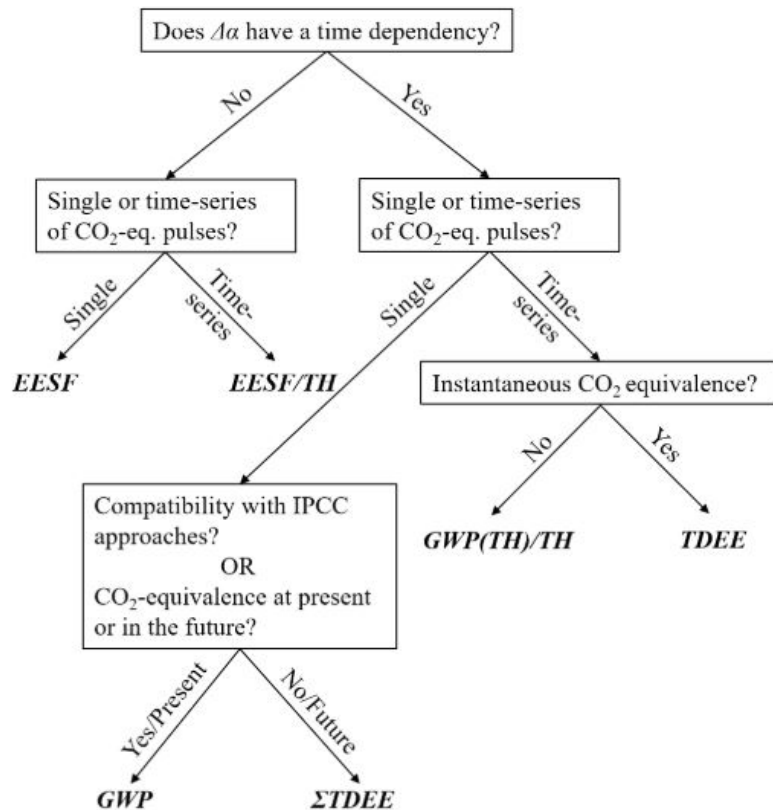 Does Δα have a time dependency?
No
Yes
Single or time-series
of CO₂-eq. pulses?
Single or time-series
of CO₂-eq. pulses?
Single
Time-
series
Single
Time-
series
EESF
EESF/TH
Instantaneous CO₂ equivalence?
No
Yes
Compatibility with IPCC
approaches?
OR
CO₂-equivalence at present
or in the future?
GWP(TH)/TH
TDEE
Yes/Present
No/Future
GWP
ΣTDEE